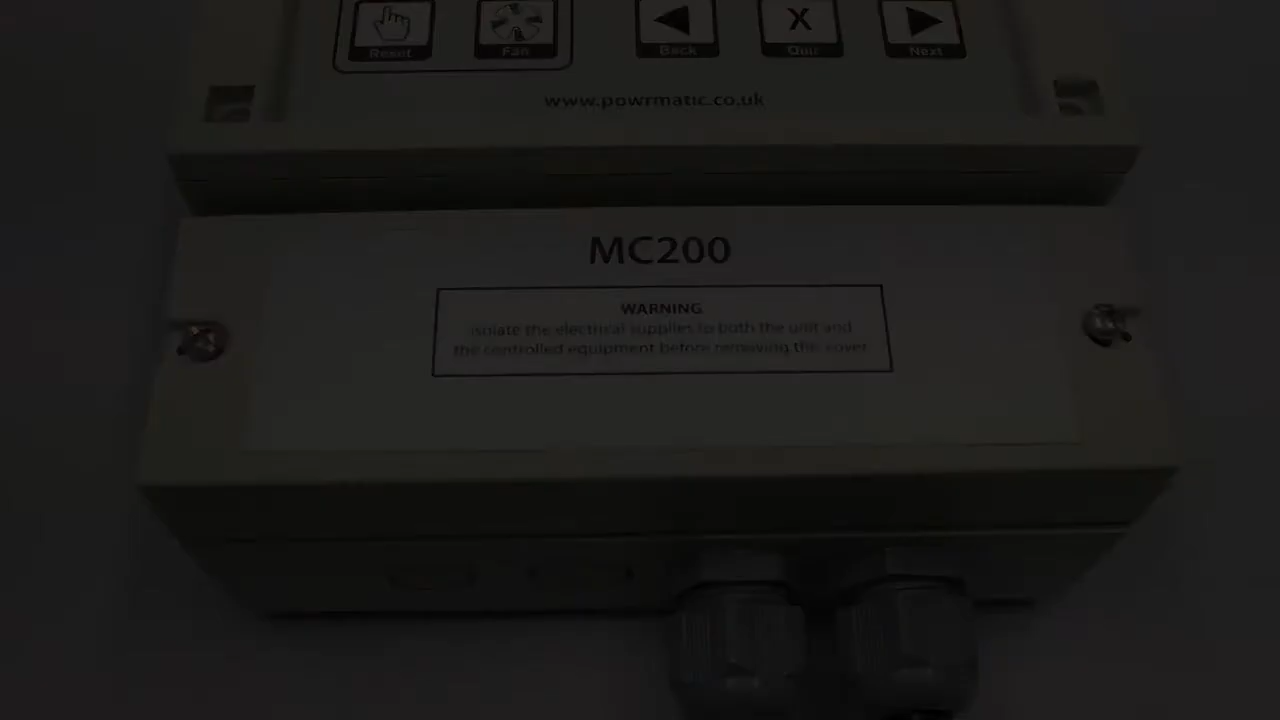 Reset Fan Back X Quit Next
www.powrmatic.co.uk
MC200
WARNING
Isolate the electrical supplies to both the unit and
the controlled equipment before removing this cover